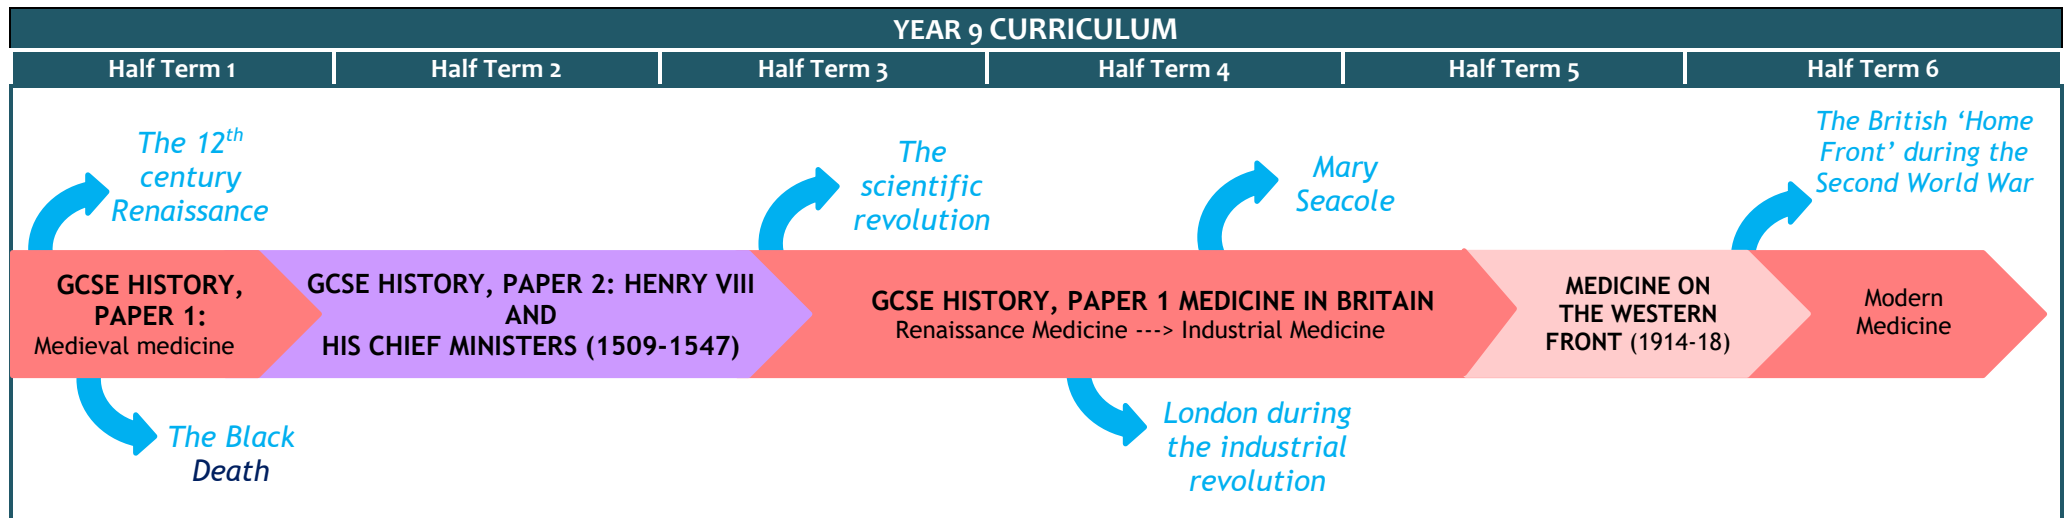 YEAR 9 CURRICULUM
Half Term 1
Half Term 2
Half Term 3
Half Term 4
Half Term 5
Half Term 6
The 12th
century
Renaissance
The
scientific
revolution
Mary
Seacole
The British ‘Home
Front’ during the
Second World War
GCSE HISTORY,
PAPER 1:
Medieval medicine
GCSE HISTORY, PAPER 2: HENRY VIII
AND
HIS CHIEF MINISTERS (1509-1547)
GCSE HISTORY, PAPER 1 MEDICINE IN BRITAIN
Renaissance Medicine ---> Industrial Medicine
MEDICINE ON
THE WESTERN
FRONT (1914-18)
Modern
Medicine
The Black
Death
London during
the industrial
revolution